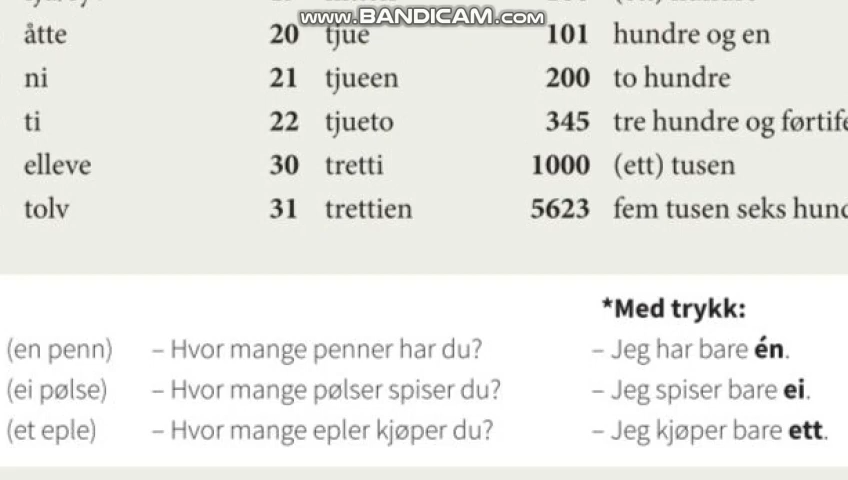 www.BANDICAM.com
åtte 20 tjue 101 hundre og en
ni 21 tjueen 200 to hundre
ti 22 tjueto 345 tre hundre og førtife
elleve 30 tretti 1000 (ett) tusen
tolv 31 trettien 5623 fem tusen seks hund
*Med trykk:
(en penn) – Hvor mange penner har du? – Jeg har bare én.
(ei pølse) – Hvor mange pølser spiser du? – Jeg spiser bare ei.
(et eple) – Hvor mange epler kjøper du? – Jeg kjøper bare ett.